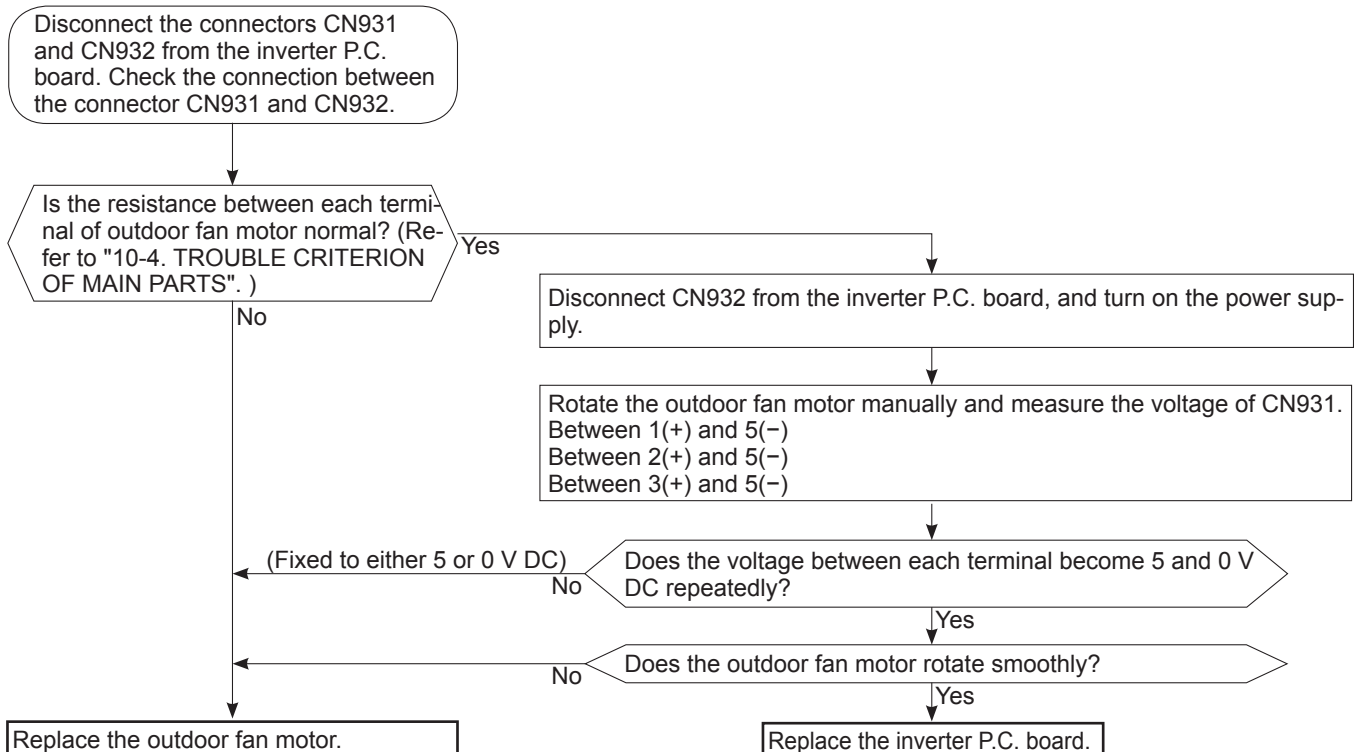 Disconnect the connectors CN931
and CN932 from the inverter P.C.
board. Check the connection between
the connector CN931 and CN932.
Is the resistance between each termi-
nal of outdoor fan motor normal? (Re-
fer to "10-4. TROUBLE CRITERION
OF MAIN PARTS". )
Yes
No
Disconnect CN932 from the inverter P.C. board, and turn on the power sup-
ply.
Rotate the outdoor fan motor manually and measure the voltage of CN931.
Between 1(+) and 5(−)
Between 2(+) and 5(−)
Between 3(+) and 5(−)
(Fixed to either 5 or 0 V DC)
No
Does the voltage between each terminal become 5 and 0 V
DC repeatedly?
Yes
No
Does the outdoor fan motor rotate smoothly?
Yes
Replace the outdoor fan motor.
Replace the inverter P.C. board.